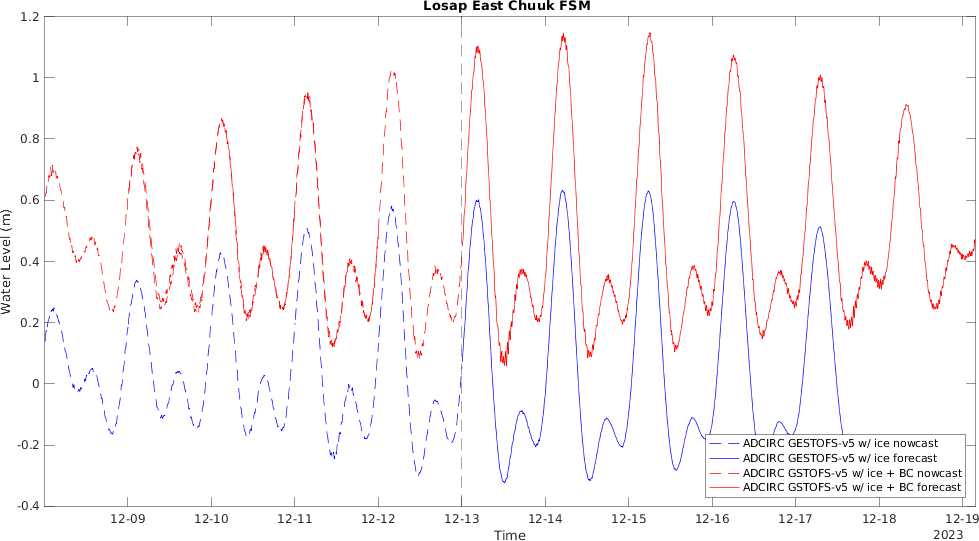 Losap East Chuuk FSM
1.2
1
0.8
0.6
0.4
0.2
0
-0.2
-0.4
Water Level (m)
ADCIRC GESTOFS-v5 w/ ice nowcast
ADCIRC GESTOFS-v5 w/ ice forecast
ADCIRC GSTOFS-v5 w/ ice + BC nowcast
ADCIRC GSTOFS-v5 w/ ice + BC forecast
12-09 12-10 12-11 12-12 12-13 12-14 12-15 12-16 12-17 12-18 12-19
Time
2023